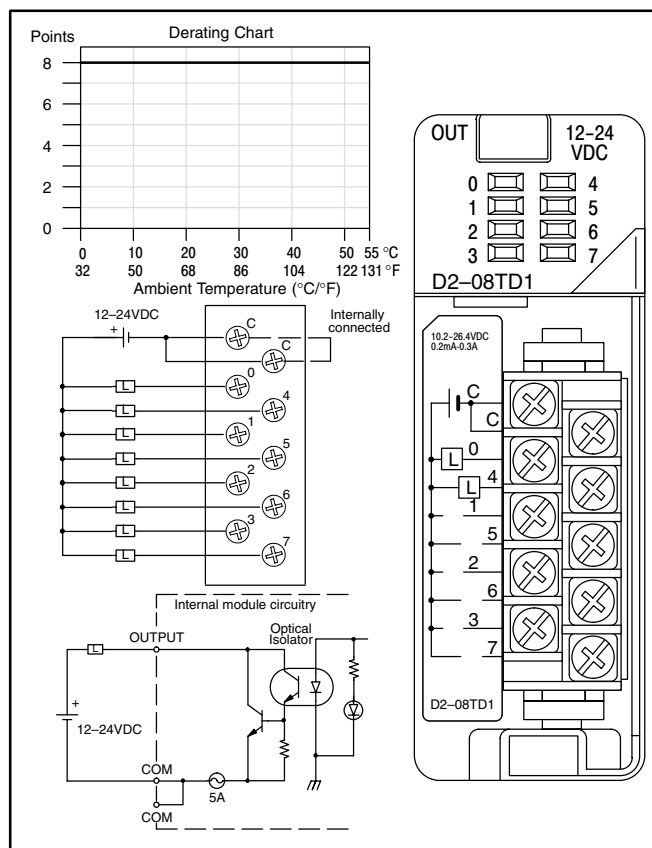 Points
Derating Chart
8
6
4
2
0
0 10 20 30 40 50 55 °C
32 50 68 86 104 122 131 °F
Ambient Temperature (°C/°F)
12–24VDC
Internally
connected
+
C
C
L 0
L 4
L 1
L 5
L 2
L 6
L 3
L 7
Internal module circuitry
Optical
Isolator
OUTPUT
L
+
12–24VDC
COM
5A
COM
OUT 12–24
VDC
0 4
1 5
2 6
3 7
D2–08TD1
10.2–26.4VDC
0.2mA-0.3A
C
C
L 0
L 4
1
5
2
6
3
7
D2–08TD1